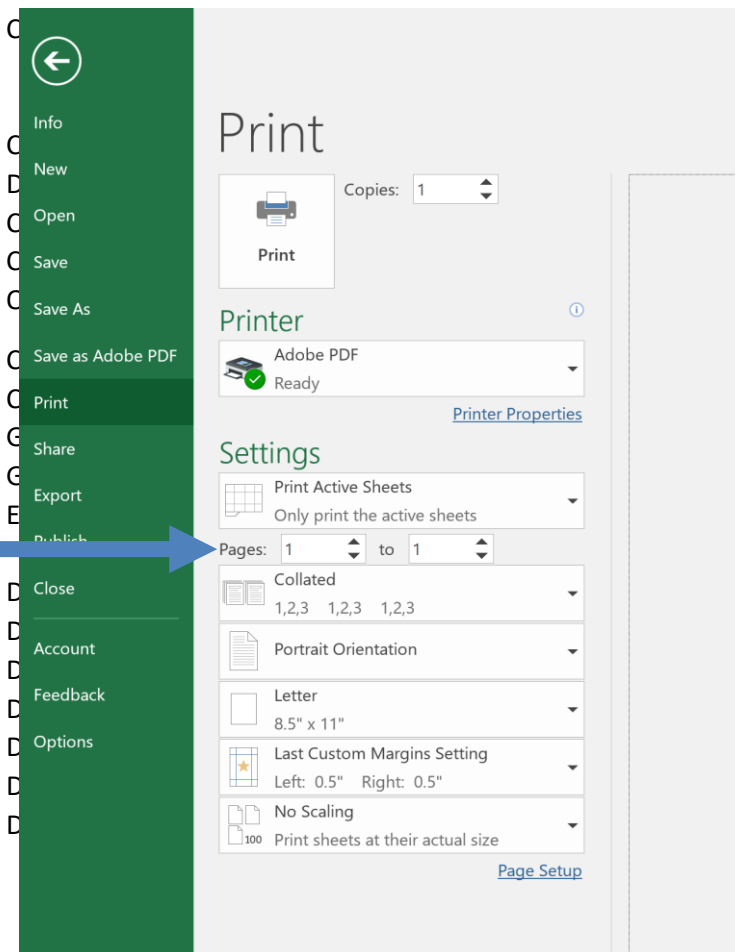 Info
New
Open
Save
Save As
Save as Adobe PDF
Print
Share
Export
Close
Account
Feedback
Options
Print
Copies: 1
Print
Printer
Adobe PDF
Ready
Printer Properties
Settings
Print Active Sheets
Only print the active sheets
Pages: 1 to 1
Collated
1,2,3 1,2,3 1,2,3
Portrait Orientation
Letter
8.5" x 11"
Last Custom Margins Setting
Left: 0.5" Right: 0.5"
No Scaling
100 Print sheets at their actual size
Page Setup